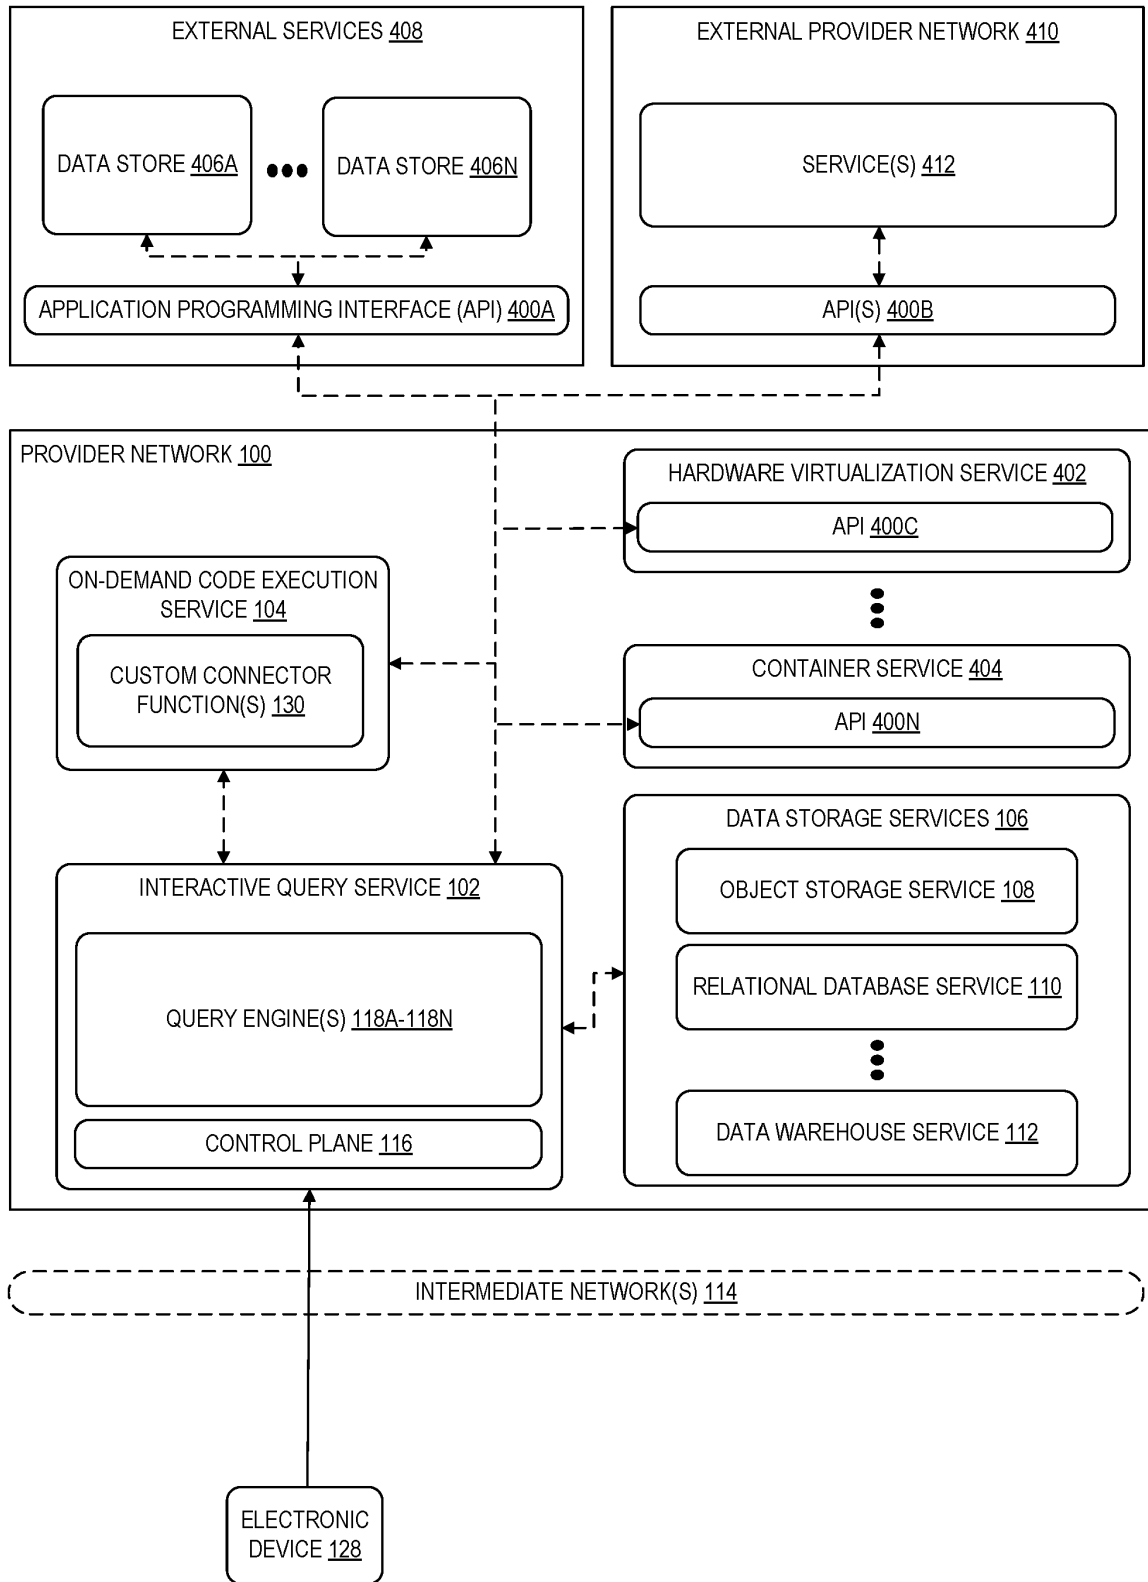 EXTERNAL SERVICES 408
DATA STORE 406A
DATA STORE 406N
APPLICATION PROGRAMMING INTERFACE (API) 400A
EXTERNAL PROVIDER NETWORK 410
SERVICE(S) 412
API(S) 400B
PROVIDER NETWORK 100
HARDWARE VIRTUALIZATION SERVICE 402
API 400C
ON-DEMAND CODE EXECUTION
SERVICE 104
CUSTOM CONNECTOR
FUNCTION(S) 130
CONTAINER SERVICE 404
API 400N
INTERACTIVE QUERY SERVICE 102
QUERY ENGINE(S) 118A-118N
CONTROL PLANE 116
DATA STORAGE SERVICES 106
OBJECT STORAGE SERVICE 108
RELATIONAL DATABASE SERVICE 110
DATA WAREHOUSE SERVICE 112
INTERMEDIATE NETWORK(S) 114
ELECTRONIC
DEVICE 128